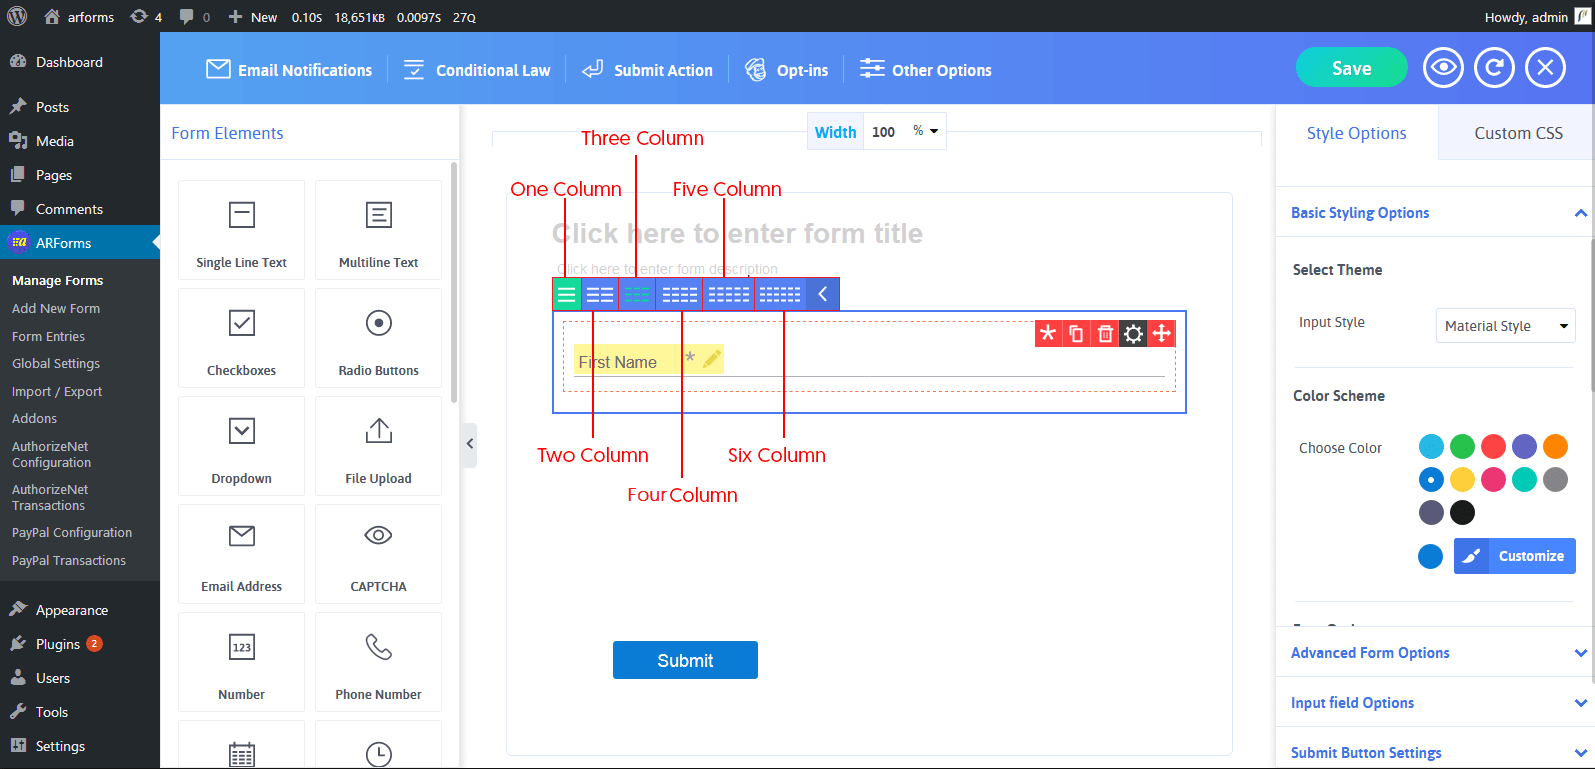 arforms
4
0
New
0.10s
18,651KB
0.0097s
27Q
Howdy, admin
Dashboard
Posts
Media
Pages
Comments
ARForms
Manage Forms
Add New Form
Form Entries
Global Settings
Import / Export
Addons
AuthorizeNet
Configuration
AuthorizeNet
Transactions
PayPal Configuration
PayPal Transactions
Appearance
Plugins 2
Users
Tools
Settings
Email Notifications
Conditional Law
Submit Action
Opt-ins
Other Options
Save
Form Elements
Single Line Text
Multiline Text
Checkboxes
Radio Buttons
Dropdown
File Upload
Email Address
CAPTCHA
123
Number
Phone Number
Width 100 %
Three Column
One Column
Five Column
Click here to enter form title
Click here to enter form description
First Name *
Two Column
Six Column
Four Column
Submit
Style Options
Custom CSS
Basic Styling Options
Select Theme
Input Style
Material Style
Color Scheme
Choose Color
Customize
Advanced Form Options
Input field Options
Submit Button Settings